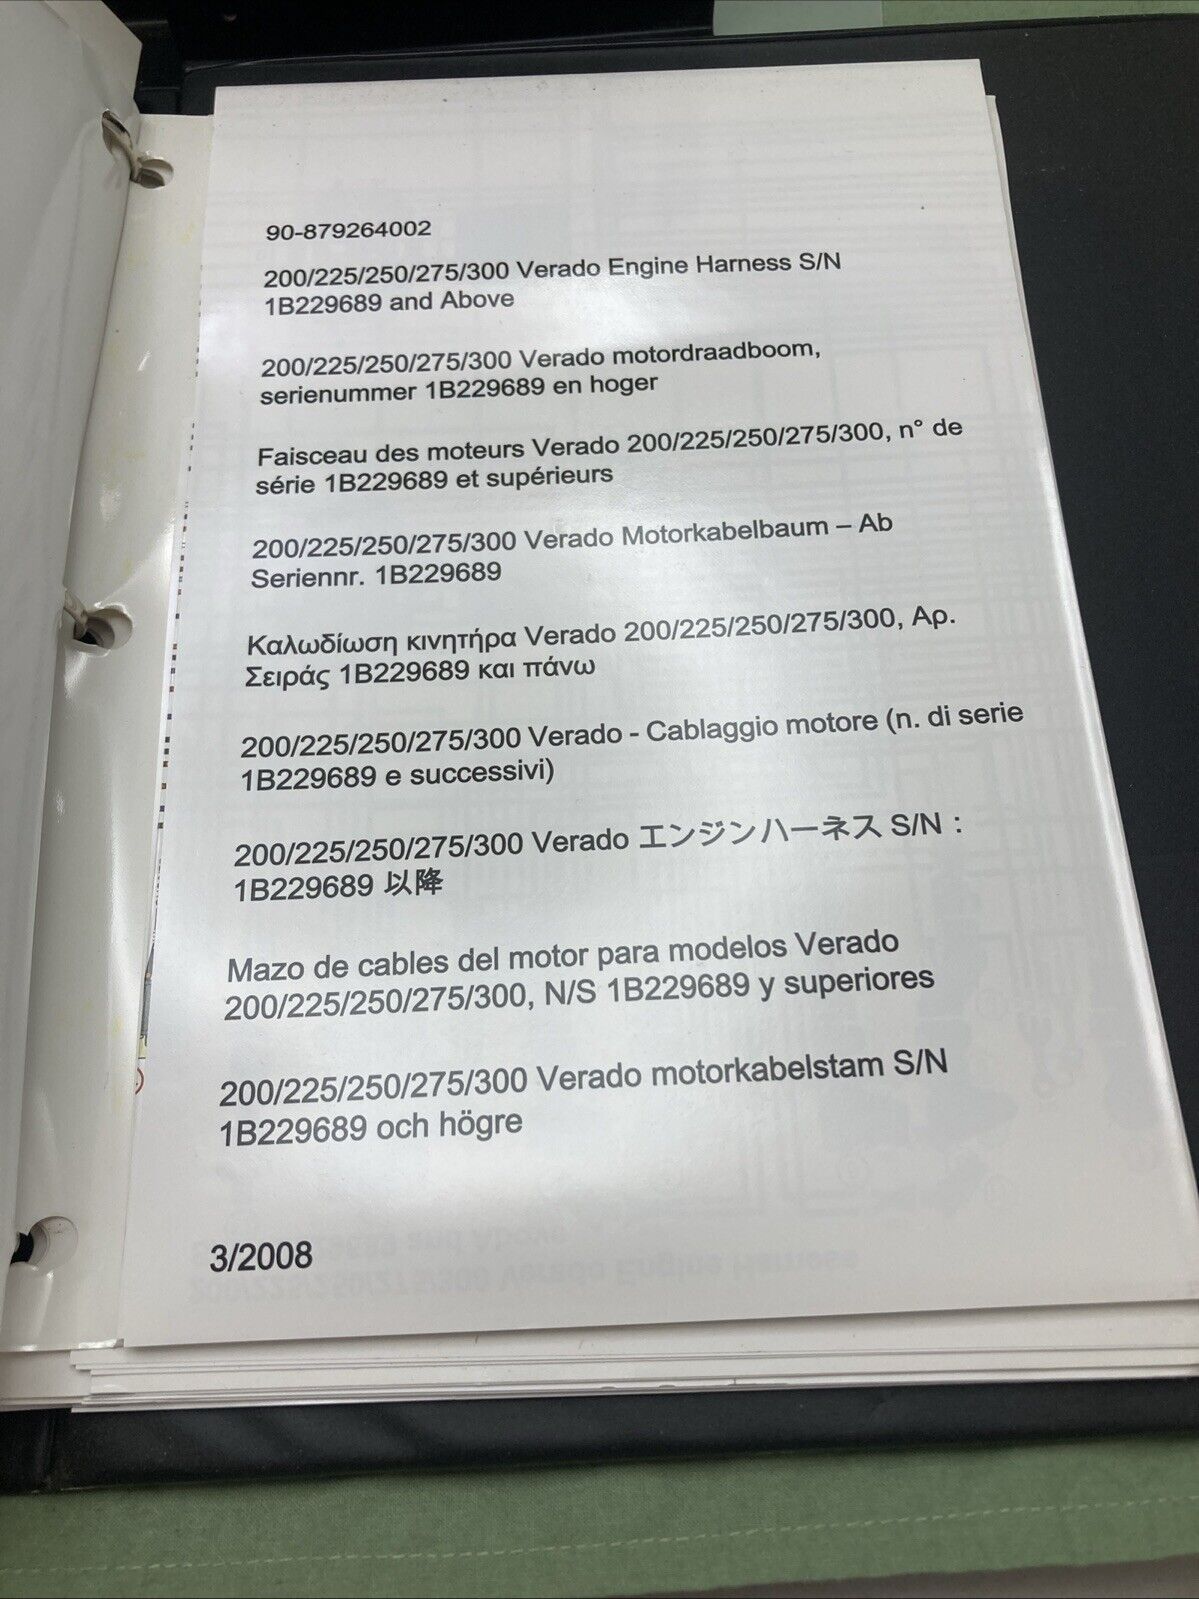 90-879264002
200/225/250/275/300 Verado Engine Harness S/N
1B229689 and Above
200/225/250/275/300 Verado motordraadboom,
serienummer 1B229689 en hoger
Faisceau des moteurs Verado 200/225/250/275/300, n° de
série 1B229689 et supérieurs
200/225/250/275/300 Verado Motorkabelbaum – Ab
Seriennr. 1B229689
Καλωδίωση κινητήρα Verado 200/225/250/275/300, Αρ.
Σειράς 1B229689 και πάνω
200/225/250/275/300 Verado - Cablaggio motore (n. di serie
1B229689 e successivi)
200/225/250/275/300 Verado エンジンハーネス S/N：
1B229689 以降
Mazo de cables del motor para modelos Verado
200/225/250/275/300, N/S 1B229689 y superiores
200/225/250/275/300 Verado motorkabelstam S/N
1B229689 och högre
3/2008